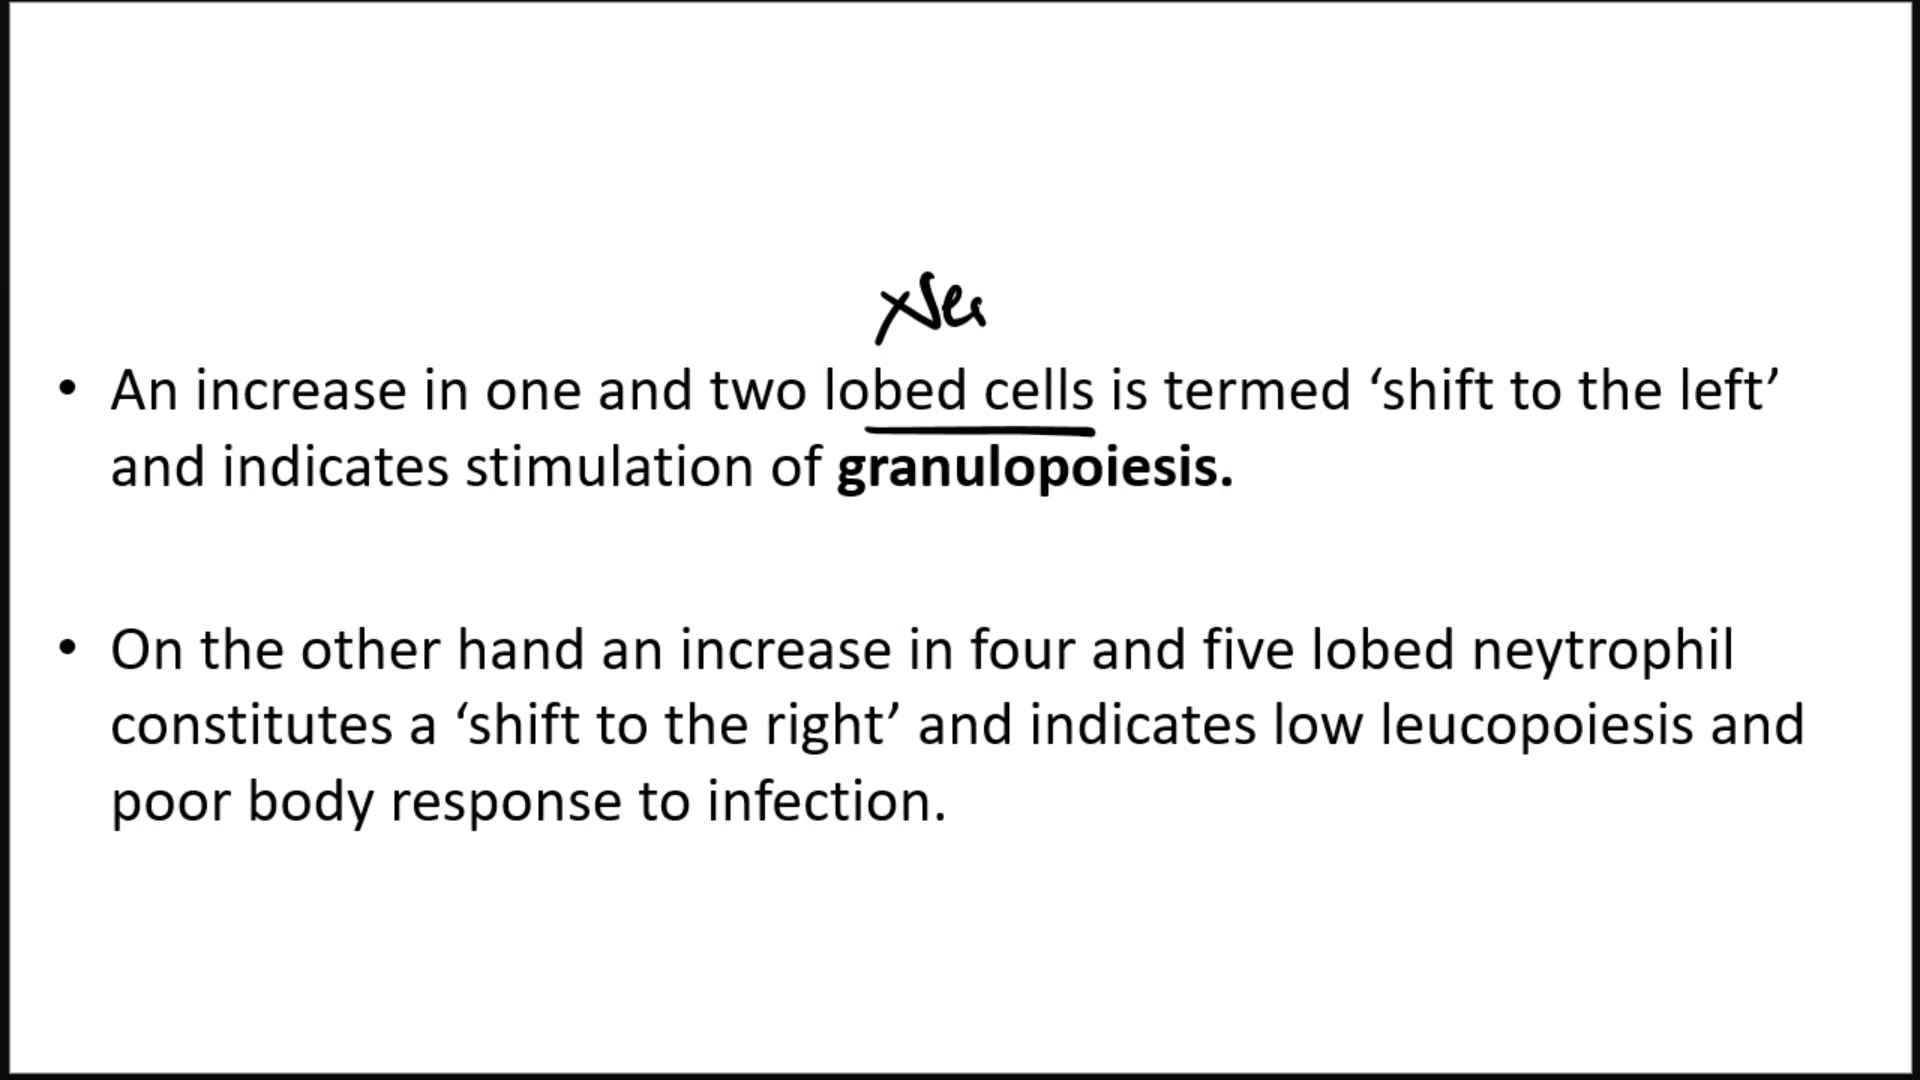 • An increase in one and two lobed cells is termed ‘shift to the left’
and indicates stimulation of granulopoiesis.
• On the other hand an increase in four and five lobed neytrophil
constitutes a ‘shift to the right’ and indicates low leucopoiesis and
poor body response to infection.